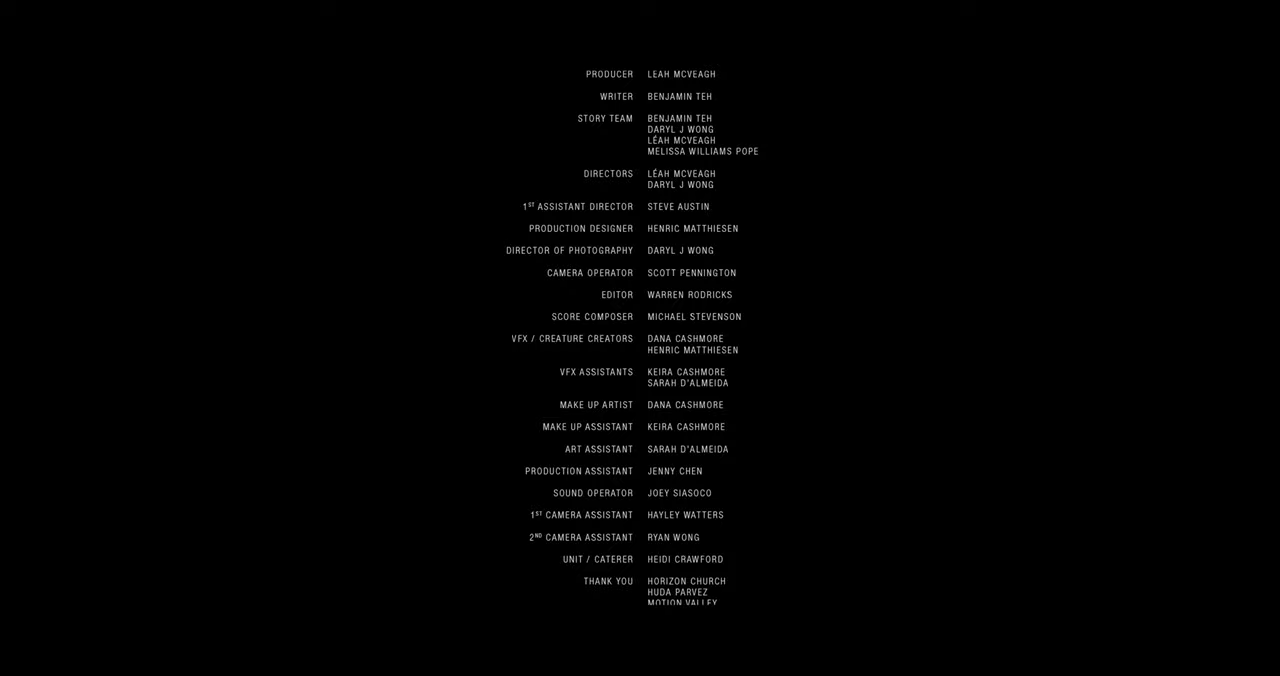 PRODUCER LEAH MCVEAGH
WRITER BENJAMIN TEH
STORY TEAM BENJAMIN TEH
DARYL J WONG
LÉAH MCVEAGH
MELISSA WILLIAMS POPE
DIRECTORS LÉAH MCVEAGH
DARYL J WONG
1ST ASSISTANT DIRECTOR STEVE AUSTIN
PRODUCTION DESIGNER HENRIC MATTHIESEN
DIRECTOR OF PHOTOGRAPHY DARYL J WONG
CAMERA OPERATOR SCOTT PENNINGTON
EDITOR WARREN RODRICKS
SCORE COMPOSER MICHAEL STEVENSON
VFX / CREATURE CREATORS DANA CASHMORE
HENRIC MATTHIESEN
VFX ASSISTANTS KEIRA CASHMORE
SARAH D'ALMEIDA
MAKE UP ARTIST DANA CASHMORE
MAKE UP ASSISTANT KEIRA CASHMORE
ART ASSISTANT SARAH D'ALMEIDA
PRODUCTION ASSISTANT JENNY CHEN
SOUND OPERATOR JOEY SIASOCO
1ST CAMERA ASSISTANT HAYLEY WATTERS
2ND CAMERA ASSISTANT RYAN WONG
UNIT / CATERER HEIDI CRAWFORD
THANK YOU HORIZON CHURCH
HUDA PARVEZ
MOTION VALLEY